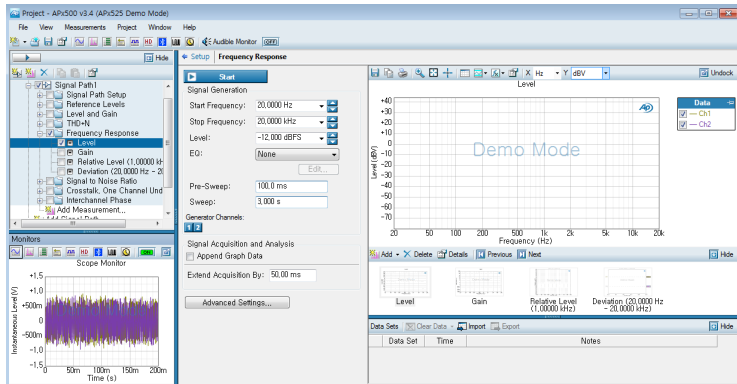 Project - APx500 v3.4 (APx525 Demo Mode)
File View Measurements Project Window Help
HD Audible Monitor OFF
Hide
Signal Path1
Signal Path Setup
Reference Levels
Level and Gain
THD+N
Frequency Response
Level
Gain
Relative Level (1,00000 kH
Deviation (20,0000 Hz - 20
Signal to Noise Ratio
Crosstalk, One Channel Und
Interchannel Phase
Add Measurement...
Monitors
HD
Scope Monitor
Instantaneous Level (V)
+1,5
+1,0
+500m
0
-500m
-1,0
-1,5
0 50m 100m 150m 200m
Time (s)
Setup Frequency Response
Start
Signal Generation
Start Frequency: 20,0000 Hz
Stop Frequency: 20,0000 kHz
Level: -12,000 dBFS
EQ: None
Edit...
Pre-Sweep: 100,0 ms
Sweep: 3,000 s
Generator Channels:
1 2
Signal Acquisition and Analysis
Append Graph Data
Extend Acquisition By: 50,00 ms
Advanced Settings...
X Hz Y dBV Undock
Level
Level (dBV)
+40
+30
+20
+10
0
-10
-20
-30
-40
-50
-60
-70
Demo Mode
AP
20 50 100 200 500 1k 2k 5k 10k 20k
Frequency (Hz)
Data
Ch1
Ch2
Add Delete Details Previous Next Hide
Level
Gain
Relative Level (1,00000 kHz)
Deviation (20,0000 Hz - 20,0000 kHz)
Data Sets Clear Data Import Export Hide
Data Set Time Notes